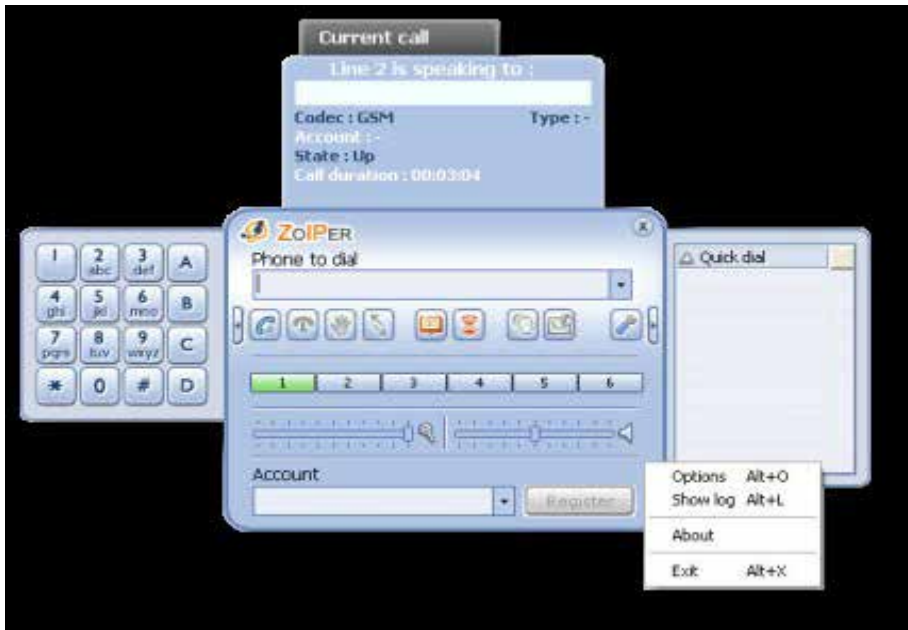 Current call
Line 2 is speaking to :
Codec : GSM Type : -
Account : -
State : Up
Call duration : 00:03:04
ZOIPER
Phone to dial
1 2 abc 3 def A
4 ghi 5 jkl 6 mno B
7 pqrs 8 tuv 9 wxyz C
* 0 # D
Quick dial
1 2 3 4 5 6
Account
Register
Options Alt+O
Show log Alt+L
About
Exit Alt+X